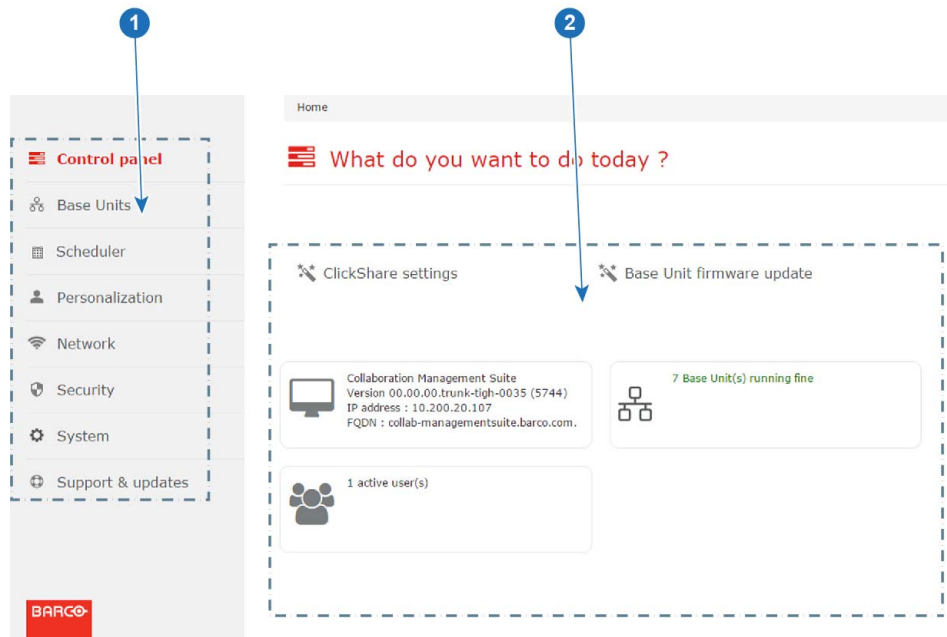 1
2
Home
Control panel
What do you want to do today ?
Base Units
Scheduler
Personalization
Network
Security
System
Support & updates
ClickShare settings
Base Unit firmware update
Collaboration Management Suite
Version 00.00.00.trunk-tigh-0035 (5744)
IP address : 10.200.20.107
FQDN : collab-managementsuite.barco.com.
7 Base Unit(s) running fine
1 active user(s)
BARCO